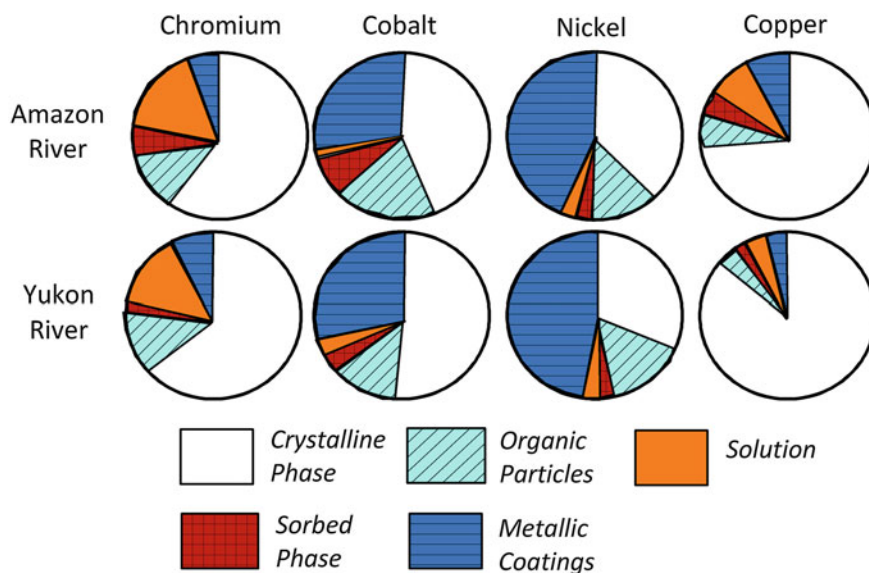 Chromium Cobalt Nickel Copper
Amazon
River
Yukon
River
Crystalline
Phase
Organic
Particles
Solution
Sorbed
Phase
Metallic
Coatings